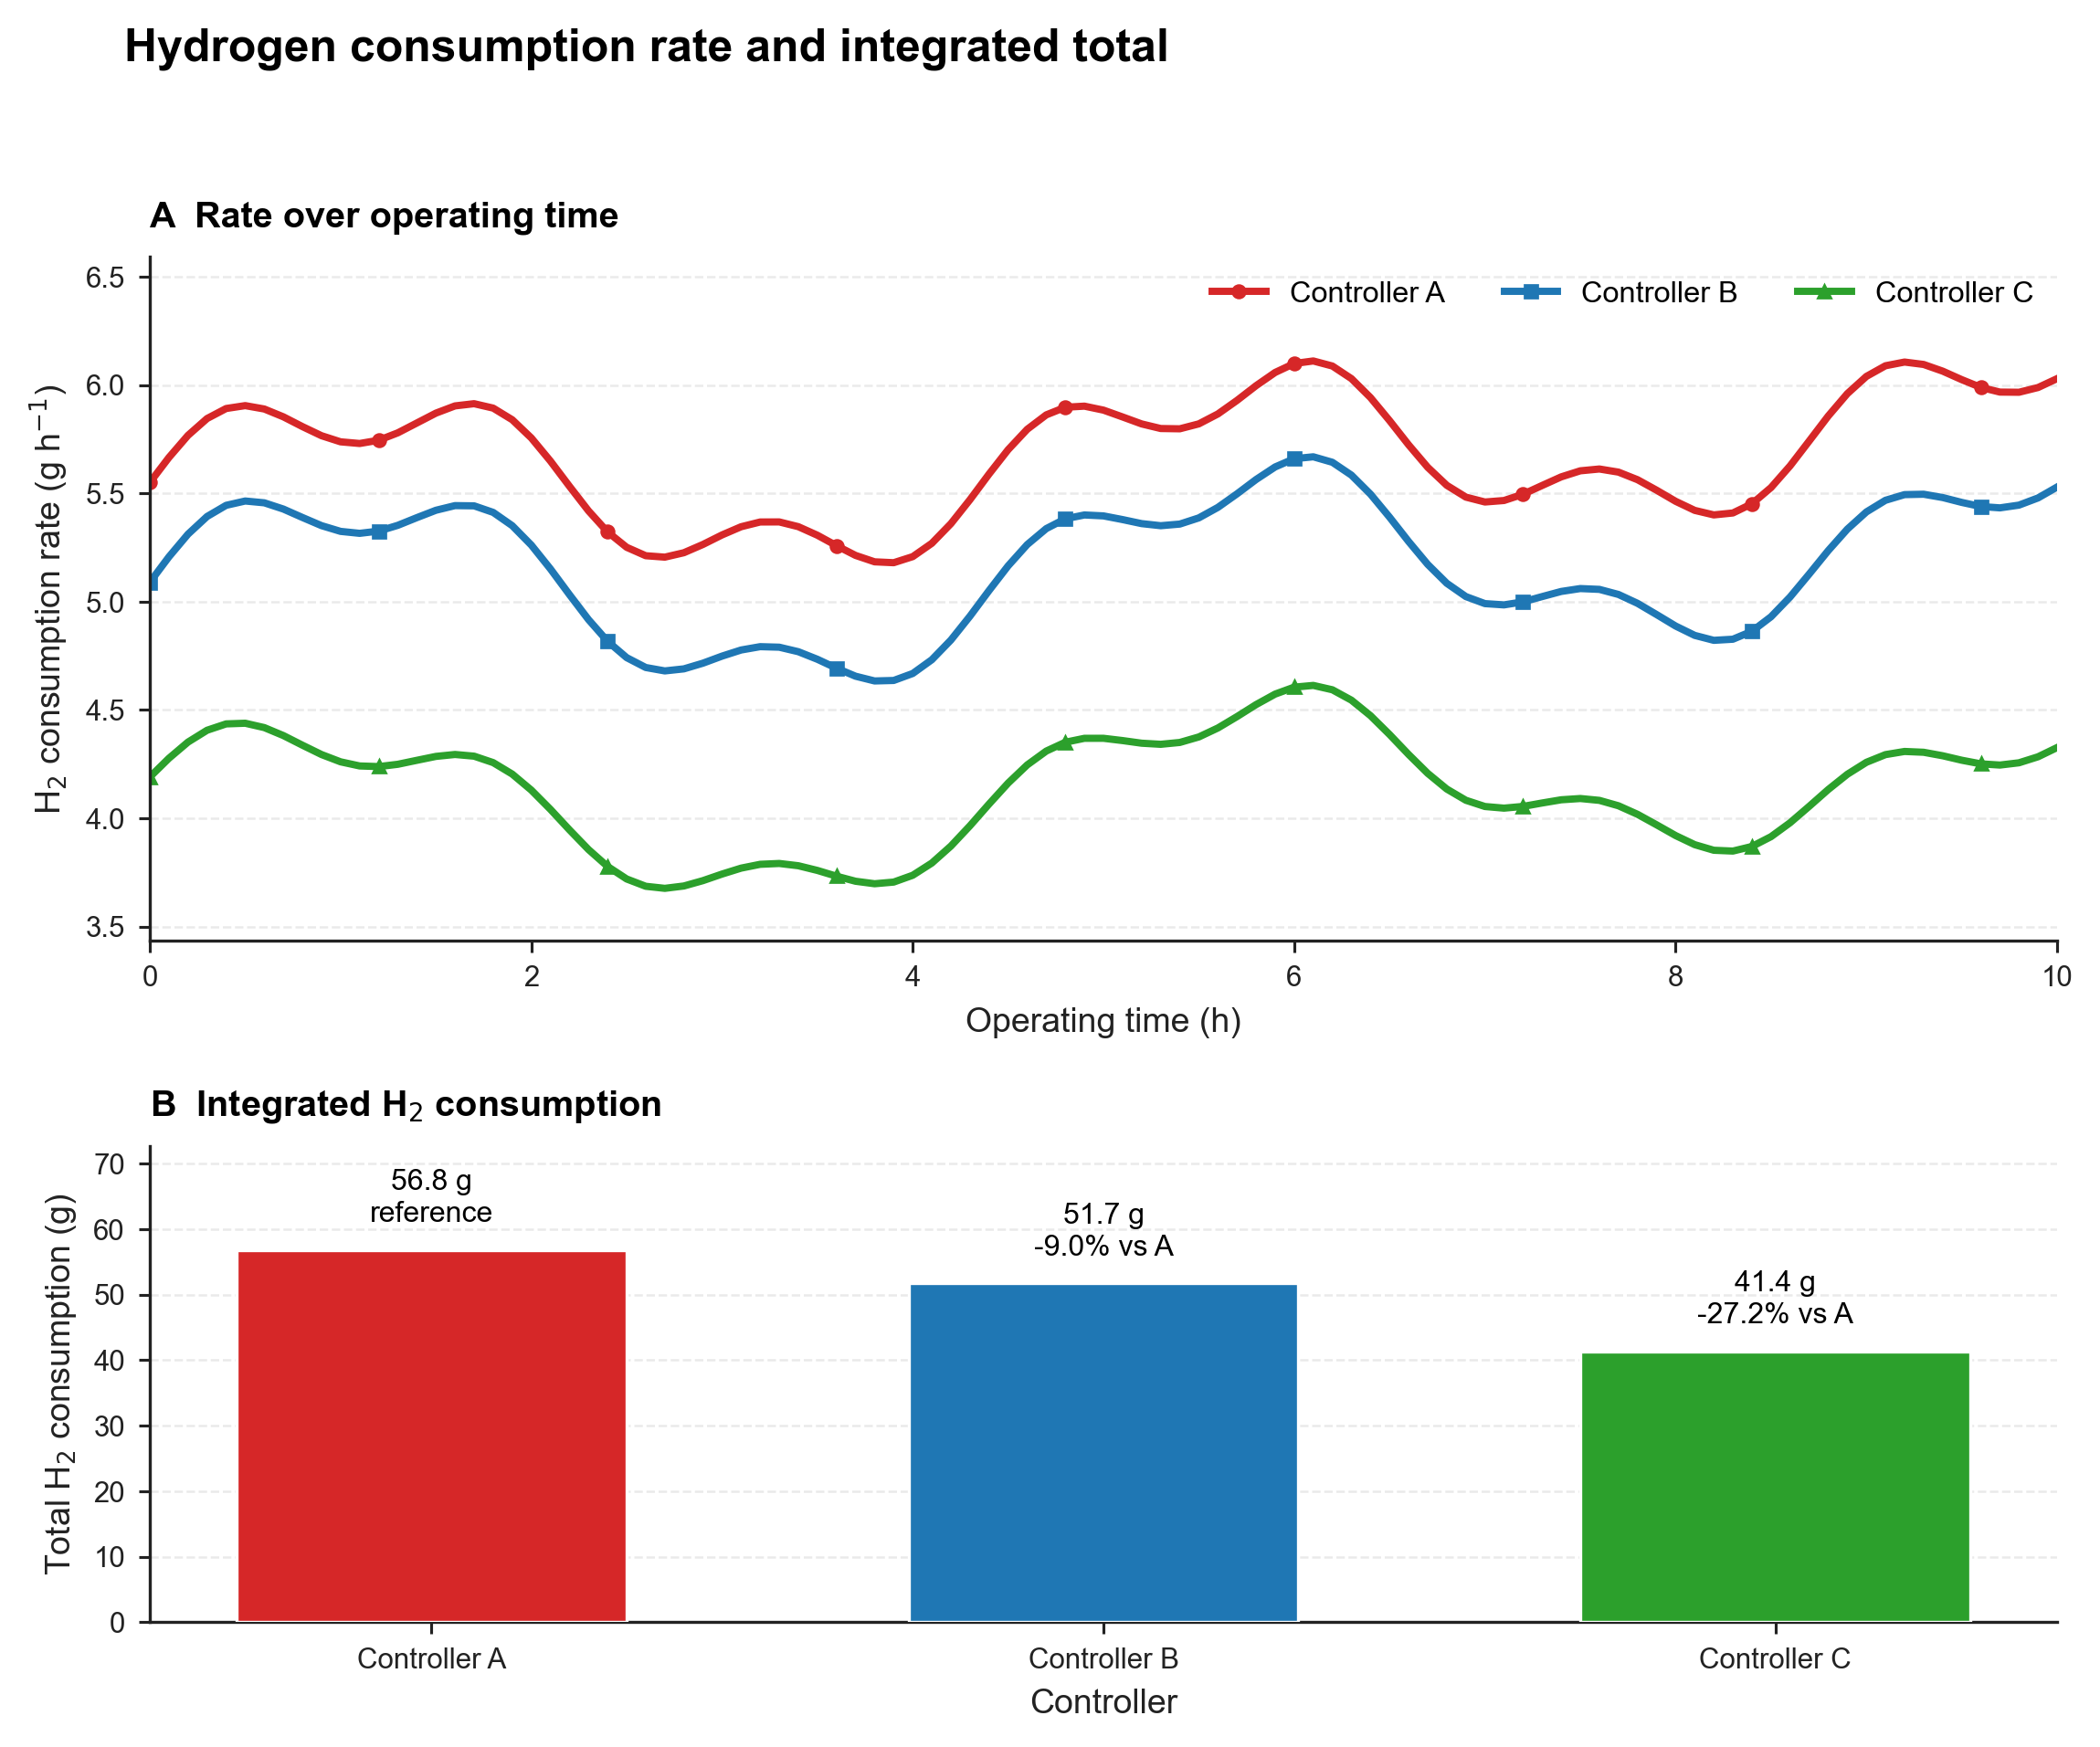 Hydrogen consumption rate and integrated total
A Rate over operating time
6.5
6.0
5.5
5.0
4.5
4.0
3.5
H₂ consumption rate (g h⁻¹)
Controller A
Controller B
Controller C
0
2
4
6
8
10
Operating time (h)
B Integrated H₂ consumption
70
60
50
40
30
20
10
0
Total H₂ consumption (g)
56.8 g
reference
51.7 g
-9.0% vs A
41.4 g
-27.2% vs A
Controller A
Controller B
Controller C
Controller